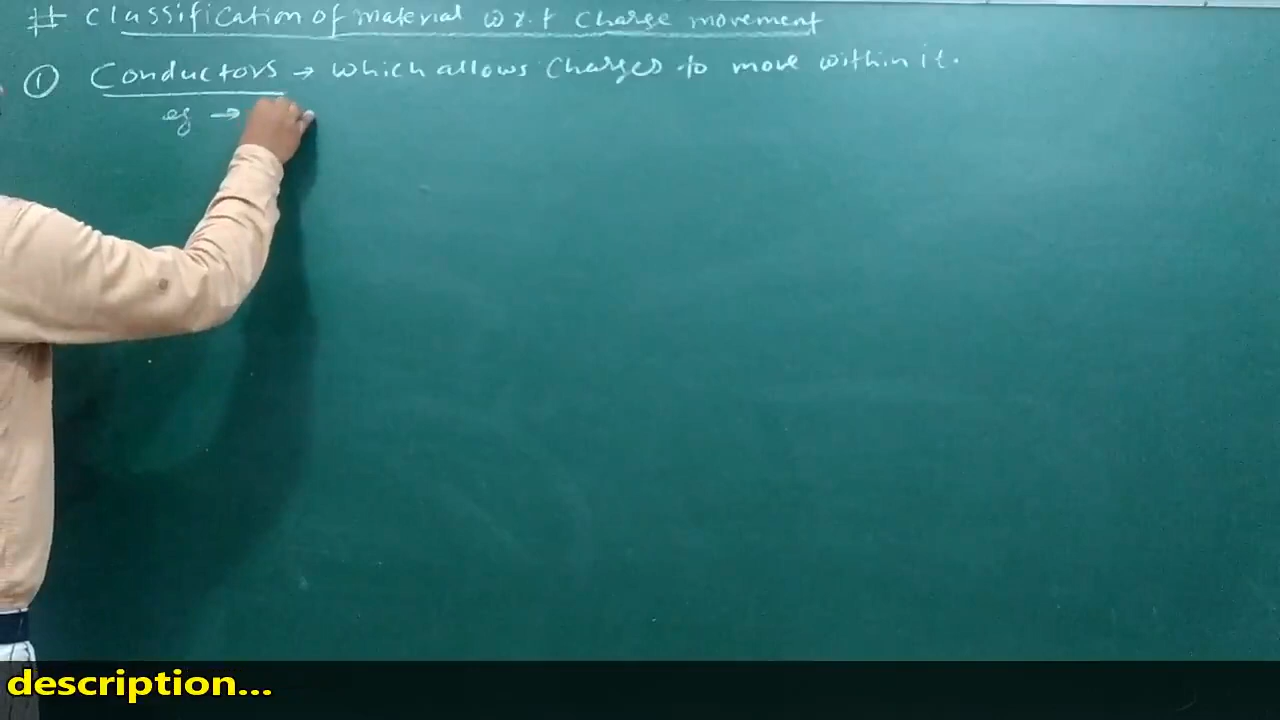 # Classification of material w.r.t charge movement
① Conductors → which allows charges to move within it.
eg →
description...